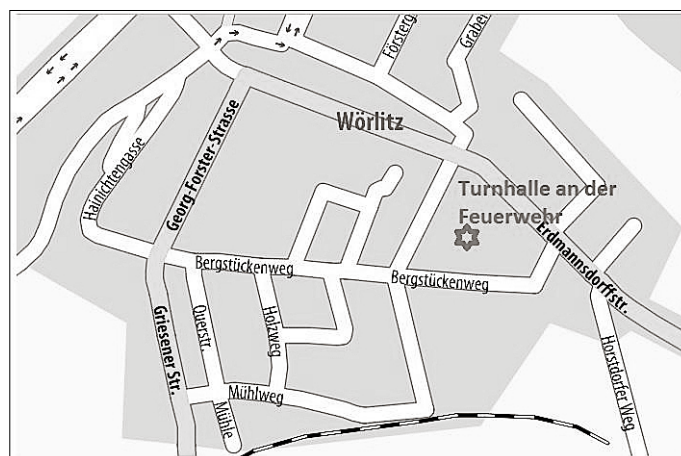 Försterg
Grabe
Wörlitz
Georg-Forster-Strasse
Hainichtengasse
Turnhalle an der
Feuerwehr
Erdmannsdorffstr.
Bergstückenweg
Bergstückenweg
Griesener Str.
Querstr.
Holzweg
Mühlweg
Mühle
Horstdorfer Weg